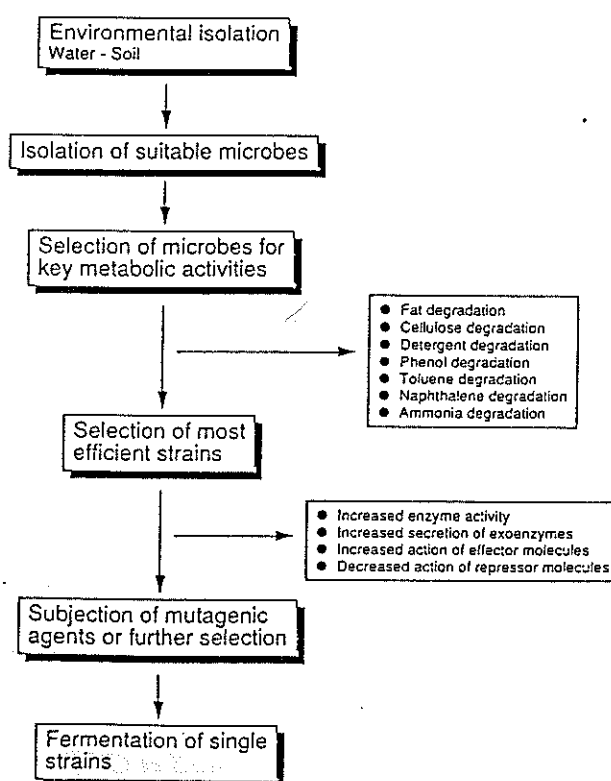 Environmental isolation
Water - Soil
Isolation of suitable microbes
Selection of microbes for
key metabolic activities
● Fat degradation
● Cellulose degradation
● Detergent degradation
● Phenol degradation
● Toluene degradation
● Naphthalene degradation
● Ammonia degradation
Selection of most
efficient strains
● Increased enzyme activity
● Increased secretion of exoenzymes
● Increased action of effector molecules
● Decreased action of repressor molecules
Subjection of mutagenic
agents or further selection
Fermentation of single
strains